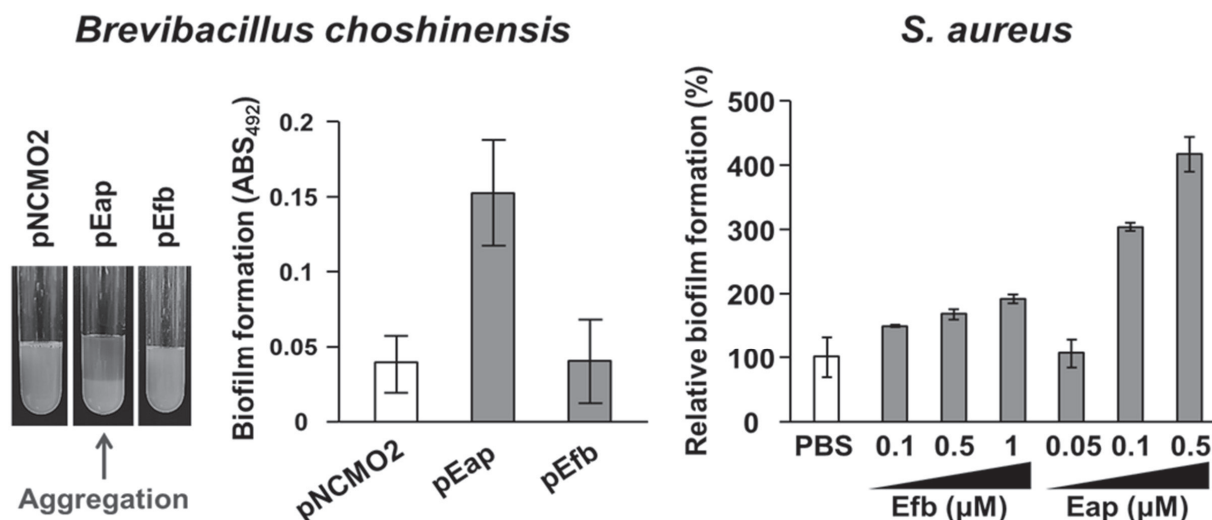 Brevibacillus choshinensis
S. aureus
pNCMO2
pEap
pEfb
Aggregation
Biofilm formation (ABS492)
0.2
0.15
0.1
0.05
0
pNCMO2
pEap
pEfb
Relative biofilm formation (%)
500
400
300
200
100
0
PBS 0.1 0.5 1 0.05 0.1 0.5
Efb (μM) Eap (μM)